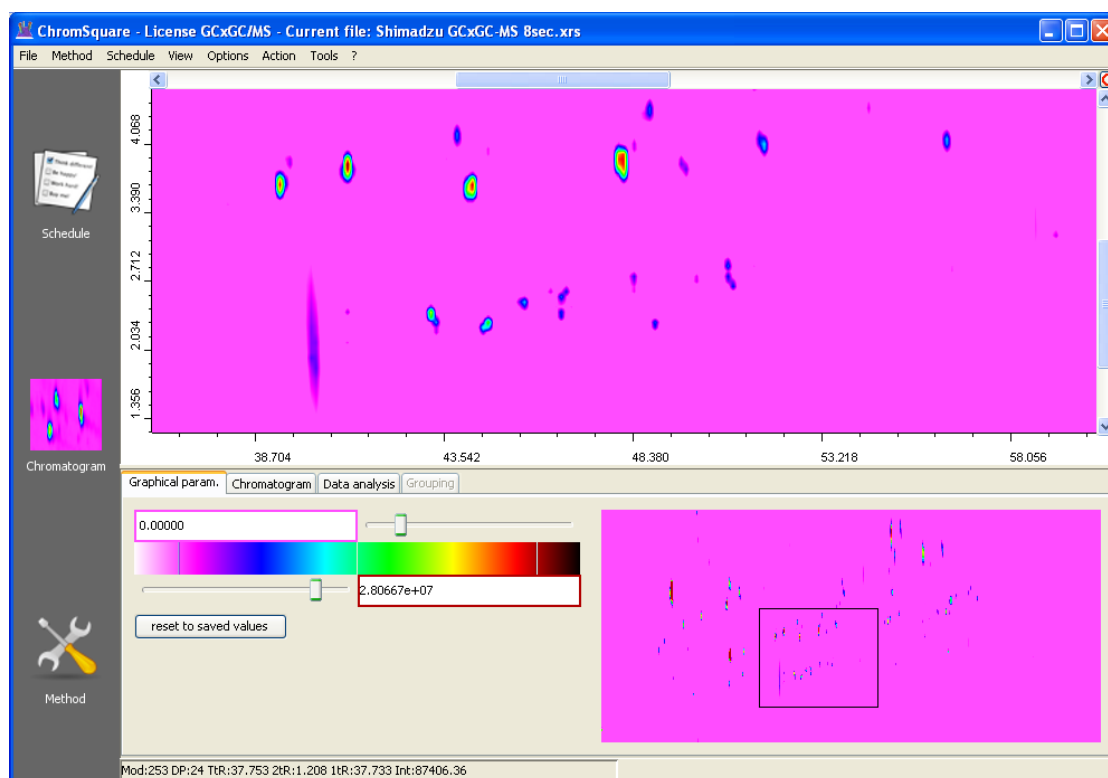 ChromSquare - License GCxGC/MS - Current file: Shimadzu GCxGC-MS 8sec.xrs
File Method Schedule View Options Action Tools ?
Schedule
Chromatogram
Method
4.068
3.390
2.712
2.034
1.356
38.704 43.542 48.380 53.218 58.056
Graphical param. Chromatogram Data analysis Grouping
0.00000
2.80667e+07
reset to saved values
Mod:253 DP:24 TtR:37.753 2tR:1.208 1tR:37.733 Int:87406.36